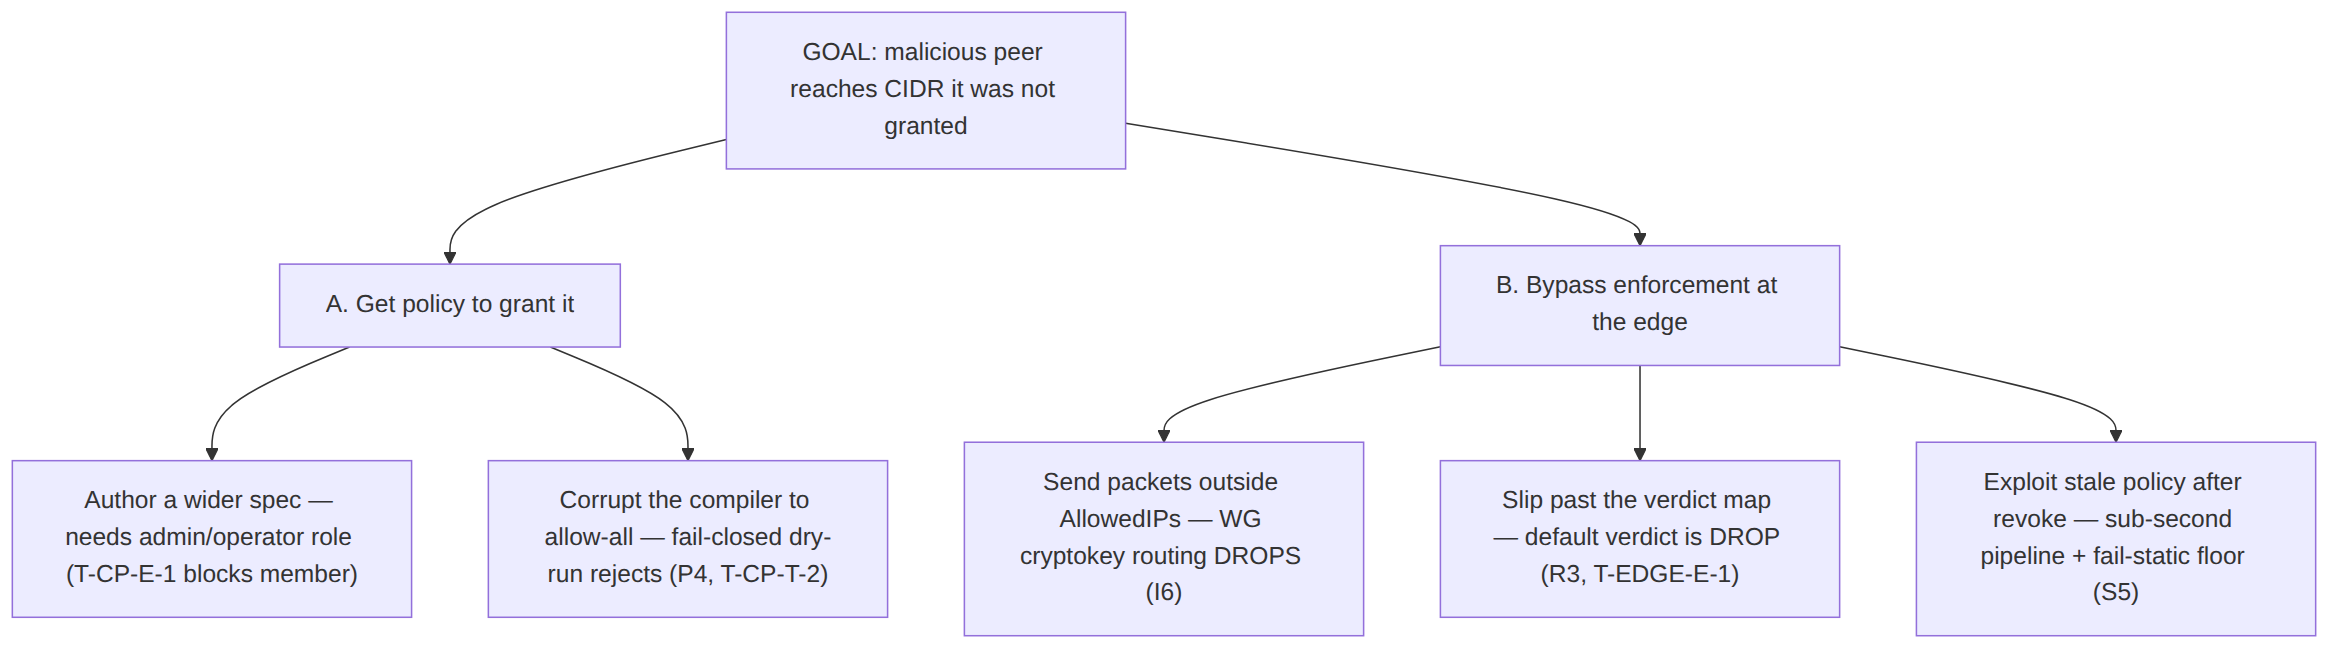 GOAL: malicious peer
reaches CIDR it was not
granted
A. Get policy to grant it
B. Bypass enforcement at
the edge
Author a wider spec —
needs admin/operator role
(T-CP-E-1 blocks member)
Corrupt the compiler to
allow-all — fail-closed dry-
run rejects (P4, T-CP-T-2)
Send packets outside
AllowedIPs — WG
cryptokey routing DROPS
(I6)
Slip past the verdict map
— default verdict is DROP
(R3, T-EDGE-E-1)
Exploit stale policy after
revoke — sub-second
pipeline + fail-static floor
(S5)